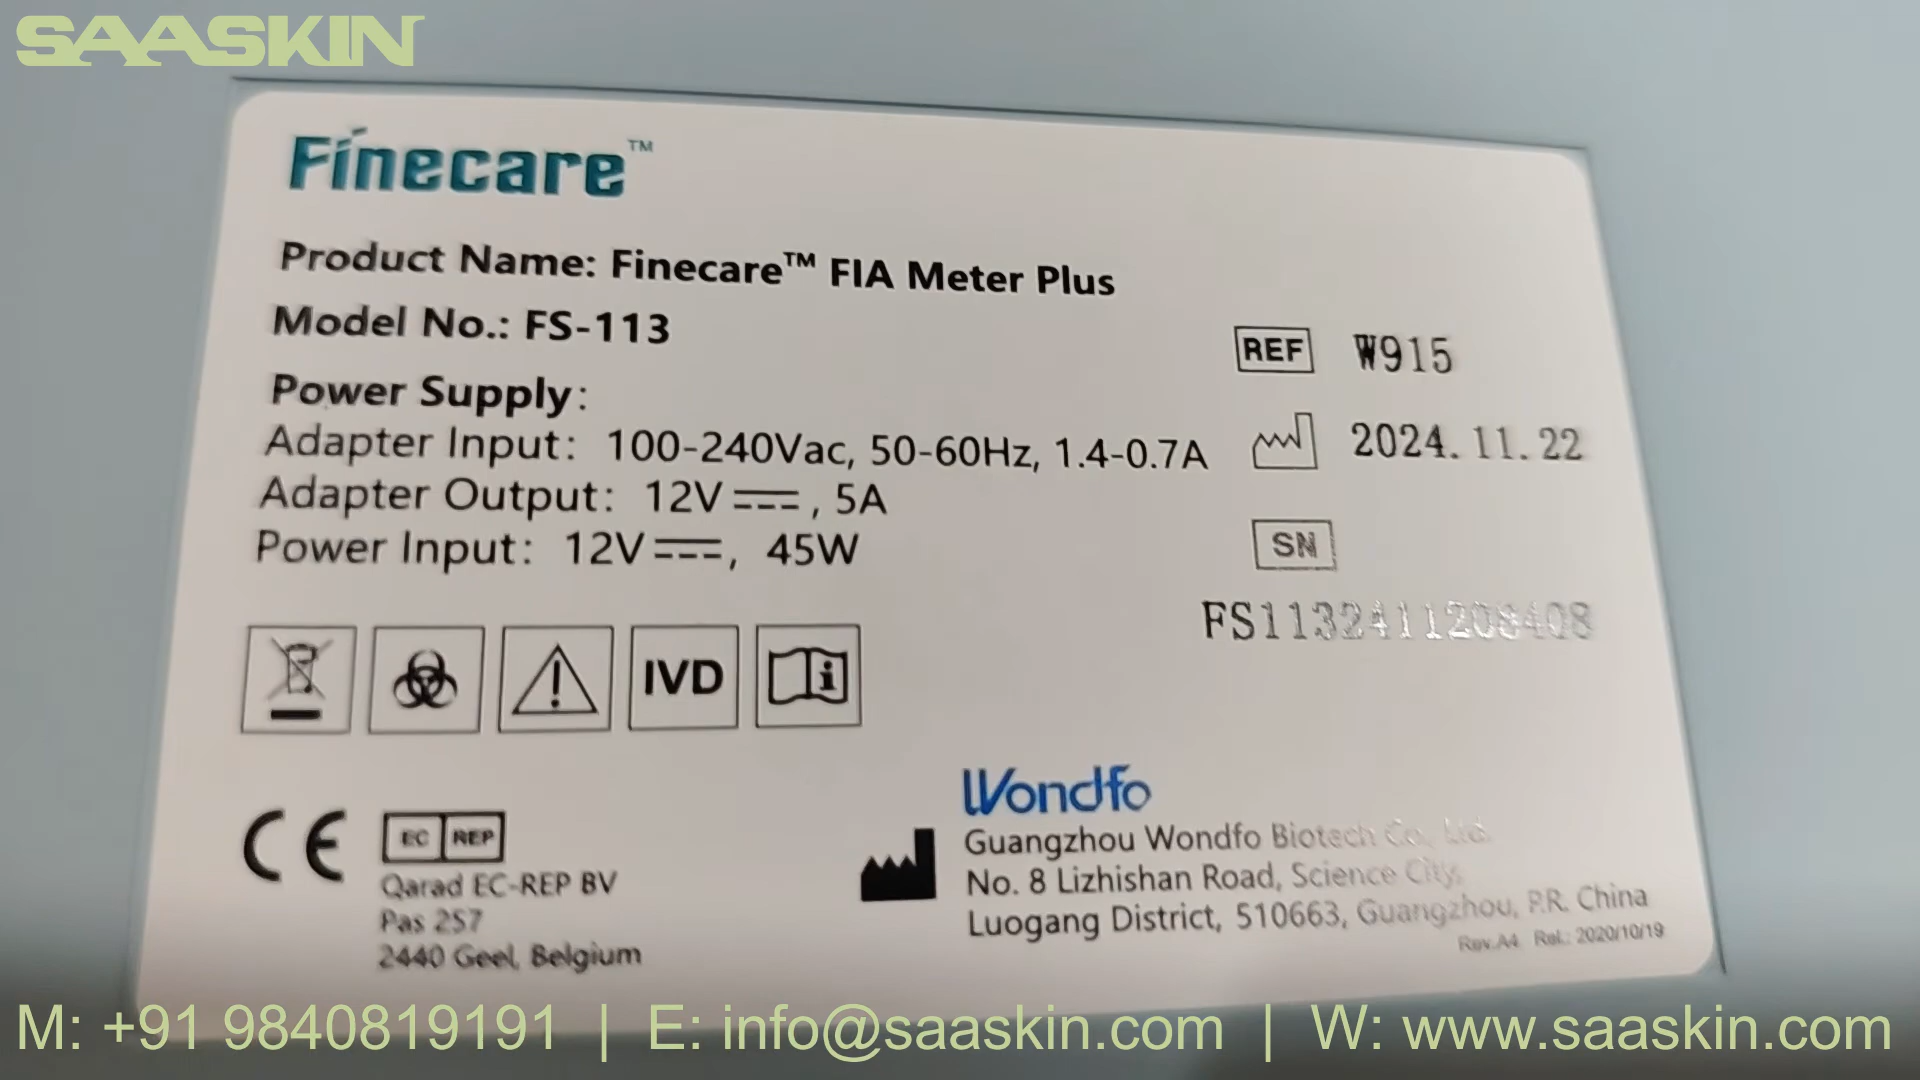 SAASKIN
Finecare™
Product Name: Finecare™ FIA Meter Plus
Model No.: FS-113
Power Supply:
Adapter Input: 100-240Vac, 50-60Hz, 1.4-0.7A
Adapter Output: 12V⎓, 5A
Power Input: 12V⎓, 45W
REF W915
2024.11.22
SN
IVD
CE
EC REP
Qarad EC-REP BV
Pas 257
2440 Geel, Belgium
Wondfo
Guangzhou Wondfo Biotech Co., Ltd.
No. 8 Lizhishan Road, Science City,
Luogang District, 510663, Guangzhou, P.R. China
Rev.A4 Rel.: 2020/10/19
M: +91 9840819191 | E: info@saaskin.com | W: www.saaskin.com